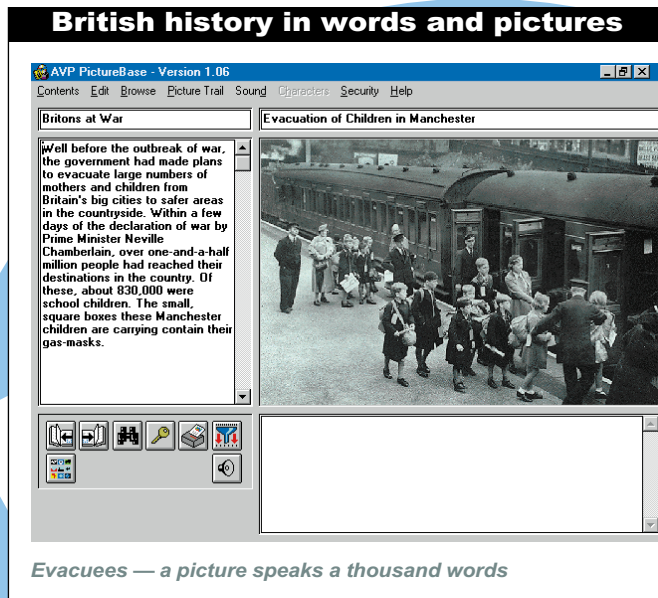 British history in words and pictures
AVP PictureBase - Version 1.06
Contents Edit Browse Picture Trail Sound Characters Security Help
Britons at War
Evacuation of Children in Manchester
Well before the outbreak of war,
the government had made plans
to evacuate large numbers of
mothers and children from
Britain's big cities to safer areas
in the countryside. Within a few
days of the declaration of war by
Prime Minister Neville
Chamberlain, over one-and-a-half
million people had reached their
destinations in the country. Of
these, about 830,000 were
school children. The small,
square boxes these Manchester
children are carrying contain their
gas-masks.
Evacuees — a picture speaks a thousand words